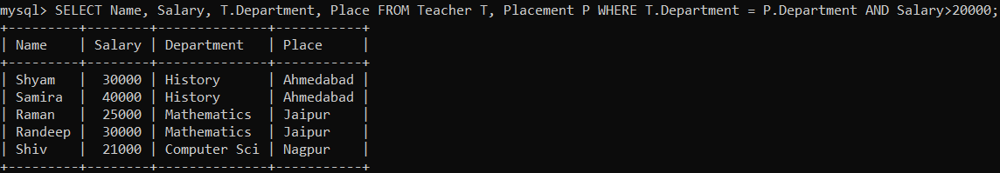 mysql> SELECT Name, Salary, T.Department, Place FROM Teacher T, Placement P WHERE T.Department = P.Department AND Salary>20000;
+---------+--------+--------------+-----------+
| Name    | Salary | Department   | Place     |
+---------+--------+--------------+-----------+
| Shyam   |  30000 | History      | Ahmedabad |
| Samira  |  40000 | History      | Ahmedabad |
| Raman   |  25000 | Mathematics  | Jaipur    |
| Randeep |  30000 | Mathematics  | Jaipur    |
| Shiv    |  21000 | Computer Sci | Nagpur    |
+---------+--------+--------------+-----------+